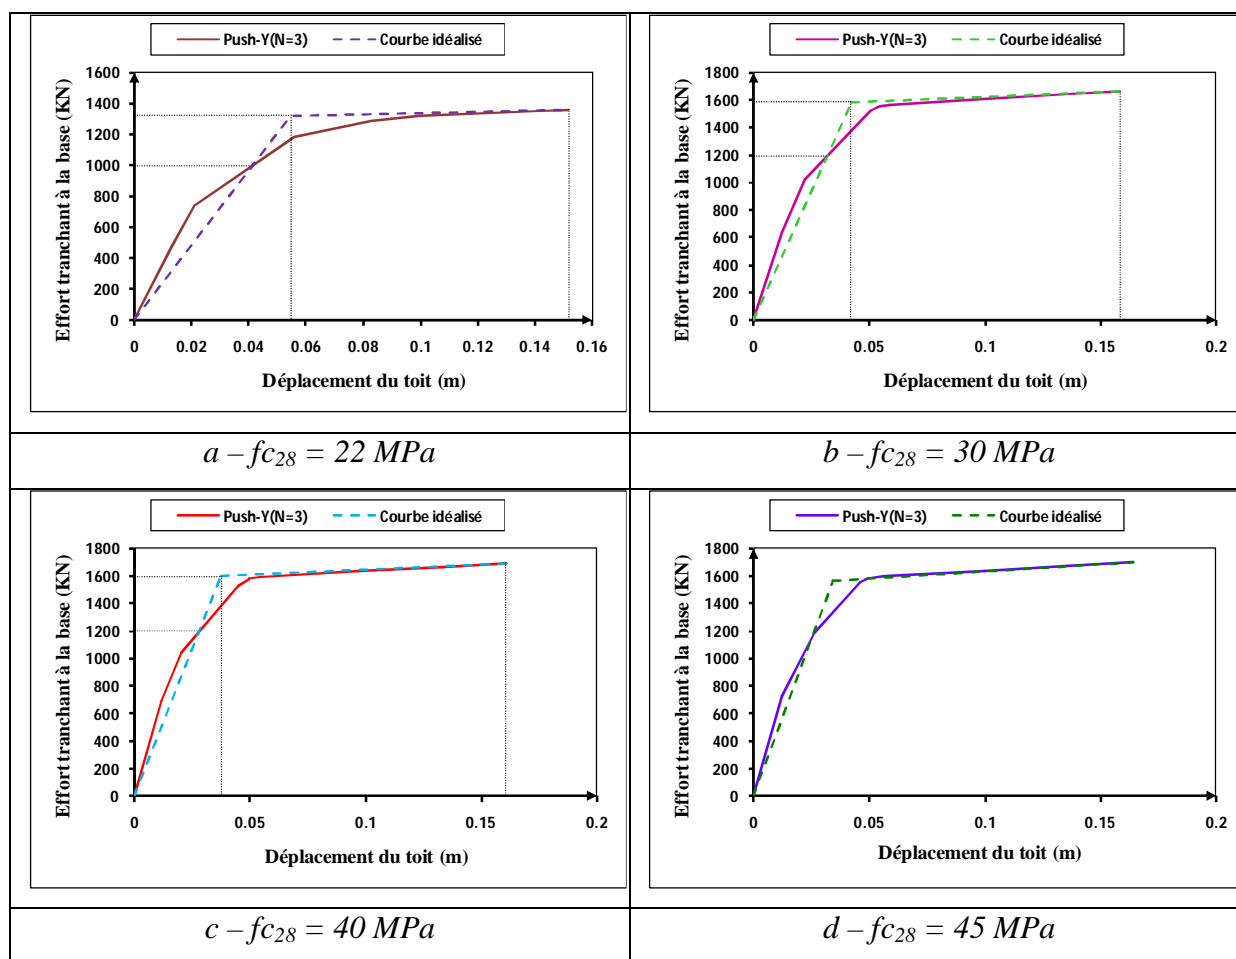 Push-Y(N=3) Courbe idéalisé
Effort tranchant à la base (KN)
1600
1400
1200
1000
800
600
400
200
0
0 0.02 0.04 0.06 0.08 0.1 0.12 0.14 0.16
Déplacement du toit (m)
a – fc28 = 22 MPa
Push-Y(N=3) Courbe idéalisé
Effort tranchant à la base (KN)
1800
1600
1400
1200
1000
800
600
400
200
0
0 0.05 0.1 0.15 0.2
Déplacement du toit (m)
b – fc28 = 30 MPa
Push-Y(N=3) Courbe idéalisé
Effort tranchant à la base (KN)
1800
1600
1400
1200
1000
800
600
400
200
0
0 0.05 0.1 0.15 0.2
Déplacement du toit (m)
c – fc28 = 40 MPa
Push-Y(N=3) Courbe idéalisé
Effort tranchant à la base (KN)
1800
1600
1400
1200
1000
800
600
400
200
0
0 0.05 0.1 0.15 0.2
Déplacement du toit (m)
d – fc28 = 45 MPa